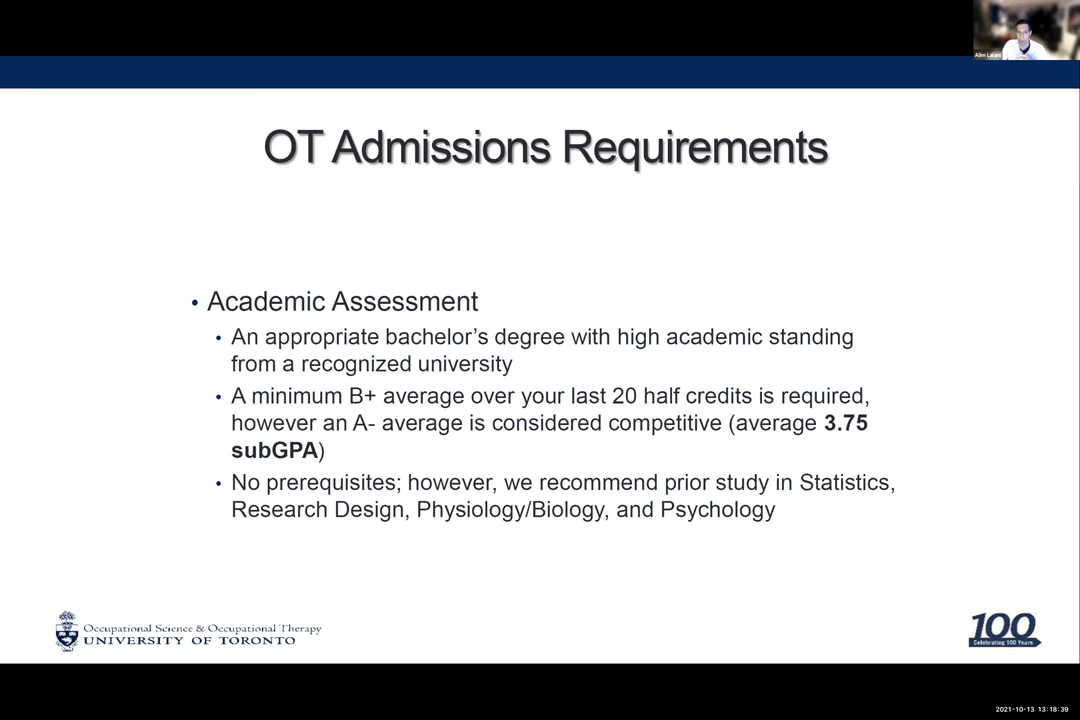 Alim Lalani
OT Admissions Requirements
• Academic Assessment
• An appropriate bachelor's degree with high academic standing
from a recognized university
• A minimum B+ average over your last 20 half credits is required,
however an A- average is considered competitive (average 3.75
subGPA)
• No prerequisites; however, we recommend prior study in Statistics,
Research Design, Physiology/Biology, and Psychology
Occupational Science & Occupational Therapy
UNIVERSITY OF TORONTO
100
Celebrating 100 Years
2021-10-13 13:18:39